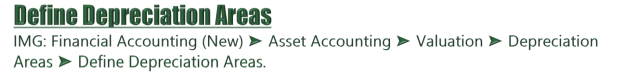 Define Depreciation Areas
IMG: Financial Accounting (New) ➤ Asset Accounting ➤ Valuation ➤ Depreciation
Areas ➤ Define Depreciation Areas.